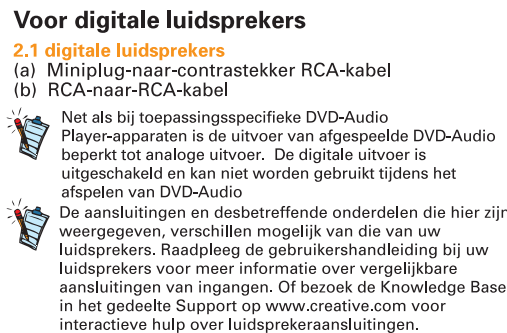 Voor digitale luidsprekers
2.1 digitale luidsprekers
(a) Miniplug-naar-contrastekker RCA-kabel
(b) RCA-naar-RCA-kabel
Net als bij toepassingsspecifieke DVD-Audio
Player-apparaten is de uitvoer van afgespeelde DVD-Audio
beperkt tot analoge uitvoer. De digitale uitvoer is
uitgeschakeld en kan niet worden gebruikt tijdens het
afspelen van DVD-Audio
De aansluitingen en desbetreffende onderdelen die hier zijn
weergegeven, verschillen mogelijk van die van uw
luidsprekers. Raadpleeg de gebruikershandleiding bij uw
luidsprekers voor meer informatie over vergelijkbare
aansluitingen van ingangen. Of bezoek de Knowledge Base
in het gedeelte Support op www.creative.com voor
interactieve hulp over luidsprekeraansluitingn.